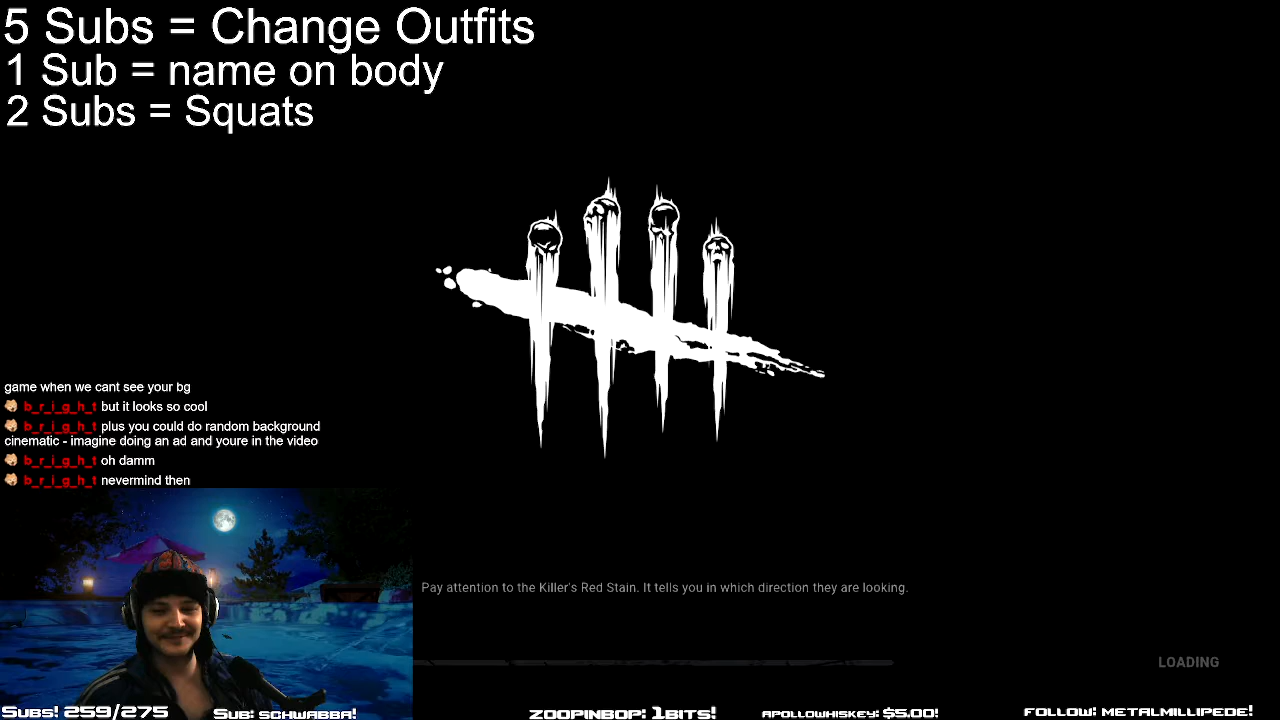 5 Subs = Change Outfits
1 Sub = name on body
2 Subs = Squats
game when we cant see your bg
b_r_i_g_h_t but it looks so cool
b_r_i_g_h_t plus you could do random background
cinematic - imagine doing an ad and youre in the video
b_r_i_g_h_t oh damm
b_r_i_g_h_t nevermind then
Pay attention to the Killer's Red Stain. It tells you in which direction they are looking.
LOADING
SUBS! 259/275
SUB: SCHWABBA!
ZOOPINBOP: 1BITS!
APOLLOWHISKEY: $5.00!
FOLLOW: METALMILLIPEDE!